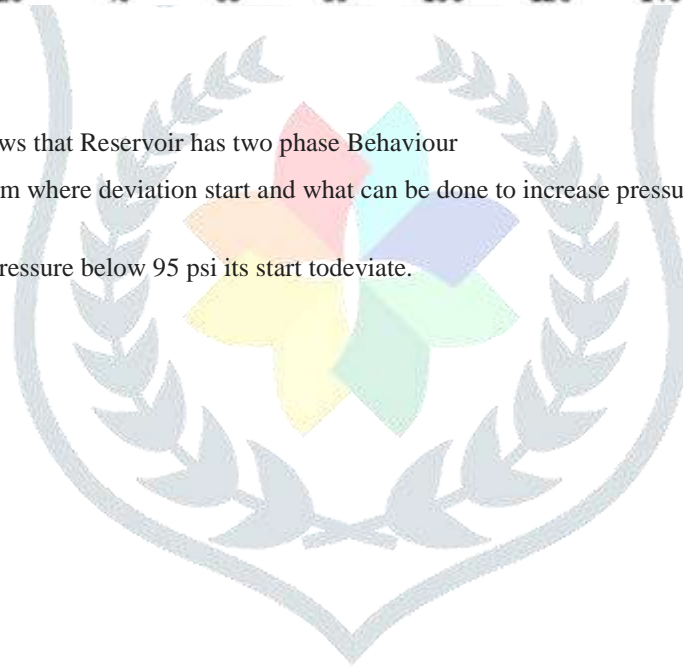 ws that Reservoir has two phase Behaviour
m where deviation start and what can be done to increase pressu
ressure below 95 psi its start todeviate.